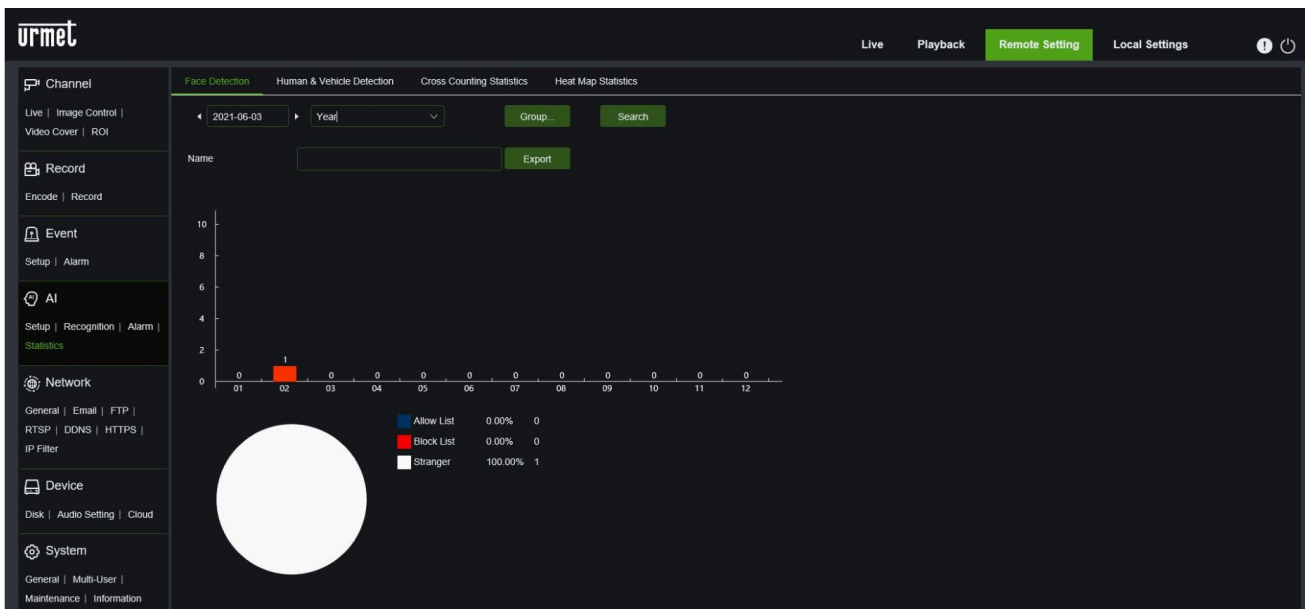 urmet
Live Playback Remote Setting Local Settings
Channel
Live | Image Control |
Video Cover | ROI
Record
Encode | Record
Event
Setup | Alarm
AI
Setup | Recognition | Alarm |
Statistics
Network
General | Email | FTP |
RTSP | DDNS | HTTPS |
IP Filter
Device
Disk | Audio Setting | Cloud
System
General | Multi-User |
Maintenance | Information
Face Detection Human & Vehicle Detection Cross Counting Statistics Heat Map Statistics
2021-06-03 Year Group... Search
Name Export
10
8
6
4
2
0
1
0 0 0 0 0 0 0 0 0 0 0
01 02 03 04 05 06 07 08 09 10 11 12
Allow List 0.00% 0
Block List 0.00% 0
Stranger 100.00% 1